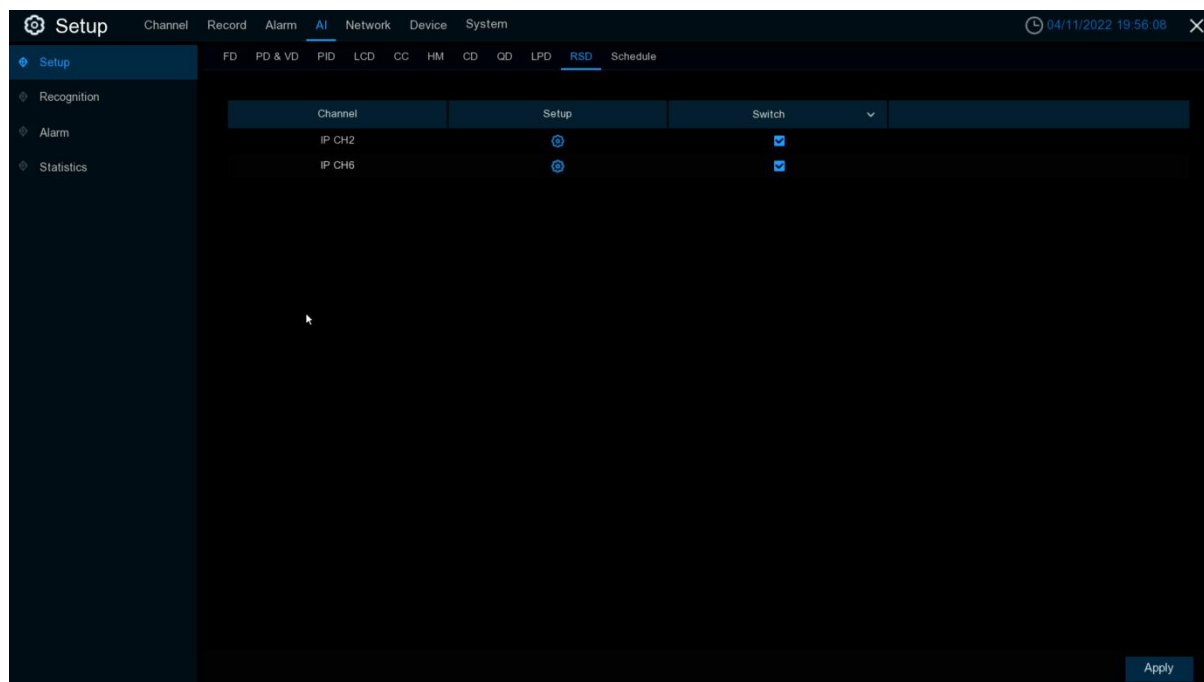 Setup Channel Record Alarm AI Network Device System 04/11/2022 19:56:08
Setup
Recognition
Alarm
Statistics
FD PD & VD PID LCD CC HM CD QD LPD RSD Schedule
Channel Setup Switch
IP CH2
IP CH6
Apply